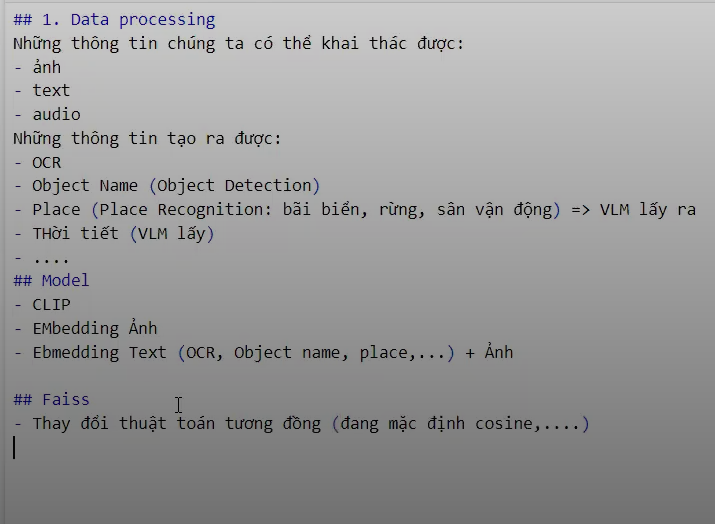 ## 1. Data processing
Những thông tin chúng ta có thể khai thác được:
- ảnh
- text
- audio
Những thông tin tạo ra được:
- OCR
- Object Name (Object Detection)
- Place (Place Recognition: bãi biển, rừng, sân vận động) => VLM lấy ra
- THời tiết (VLM lấy)
- ....
## Model
- CLIP
- EMbedding Ảnh
- Ebmedding Text (OCR, Object name, place,...) + Ảnh
## Faiss
- Thay đổi thuật toán tương đồng (đang mặc định cosine,....)